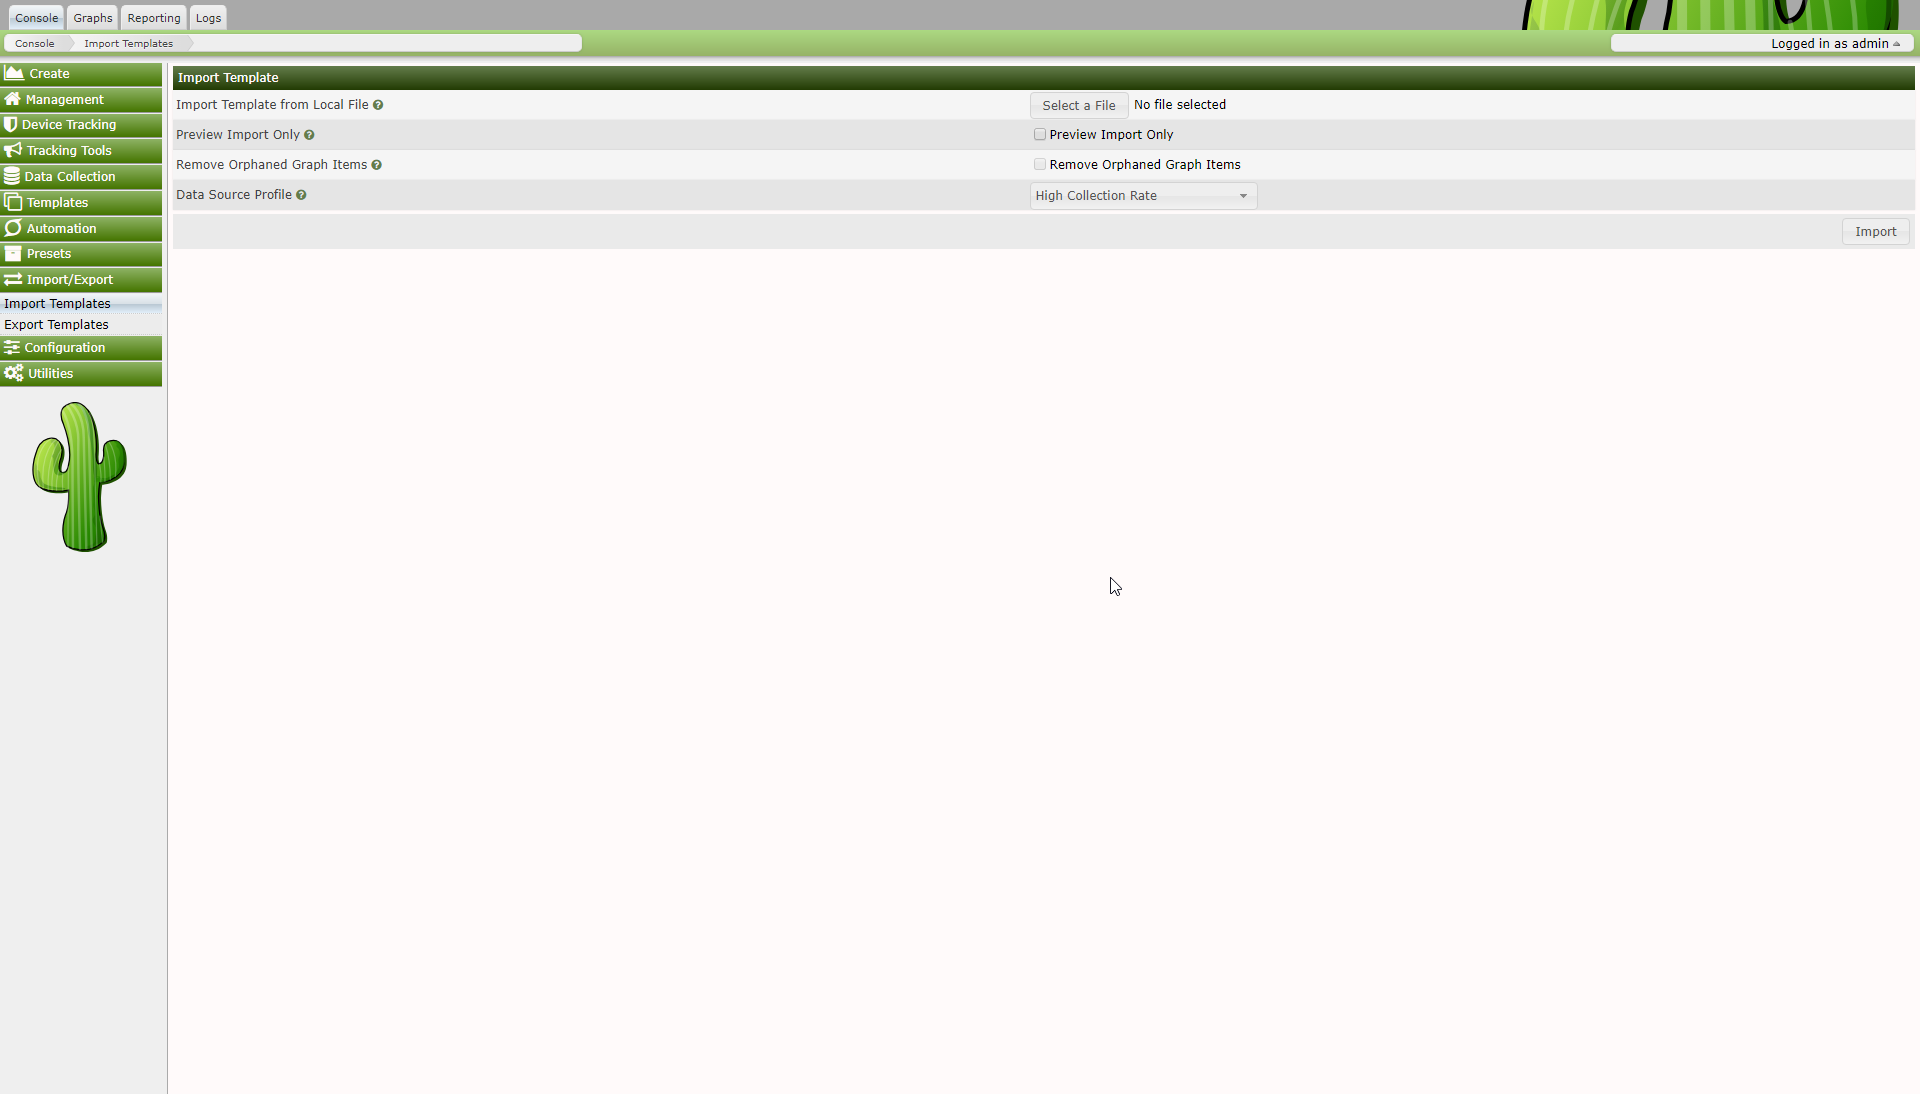 Console Graphs Reporting Logs
Console Import Templates
Logged in as admin
Create
Management
Device Tracking
Tracking Tools
Data Collection
Templates
Automation
Presets
Import/Export
Import Templates
Export Templates
Configuration
Utilities
Import Template
Import Template from Local File Select a File No file selected
Preview Import Only Preview Import Only
Remove Orphaned Graph Items Remove Orphaned Graph Items
Data Source Profile High Collection Rate
Import